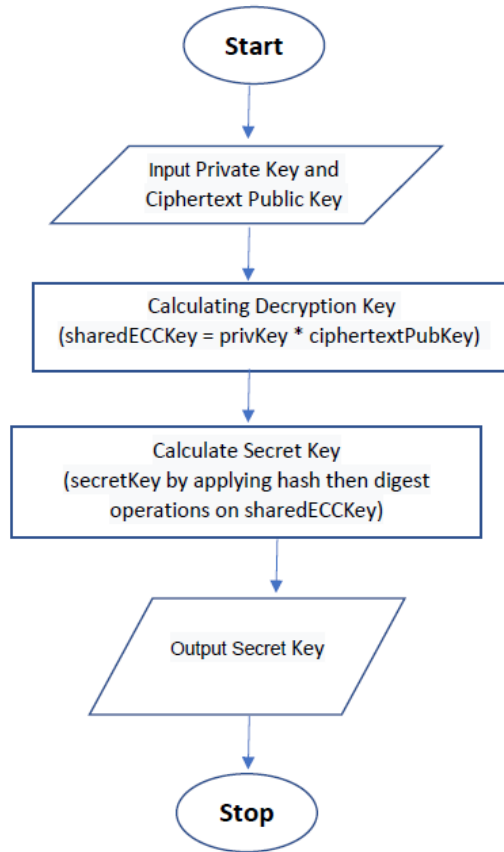 Start
Input Private Key and
Ciphertext Public Key
Calculating Decryption Key
(sharedECCKey = privKey * ciphertextPubKey)
Calculate Secret Key
(secretKey by applying hash then digest
operations on sharedECCKey)
Output Secret Key
Stop